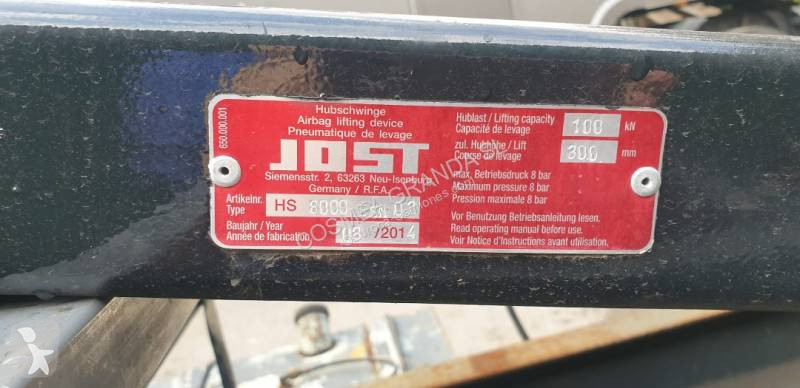 650.000.001
Hubschwinge
Airbag lifting device
Pneumatique de levage
JOST
Siemensstr. 2, 63263 Neu-Isenburg
Germany / R.F.A.
Artikelnr.
Type
HS 8000
Baujahr / Year
Année de fabrication
08 /2014
Hublast / Lifting capacity
Capacité de levage
100 kN
zul. Hubhöhe / Lift
Course de levage
300 mm
max. Betriebsdruck 8 bar
Maximum pressure 8 bar
Pression maximale 8 bar
Vor Benutzung Betriebsanleitung lesen.
Read operating manual before use.
Voir Notice d'Instructions avant utilisation.